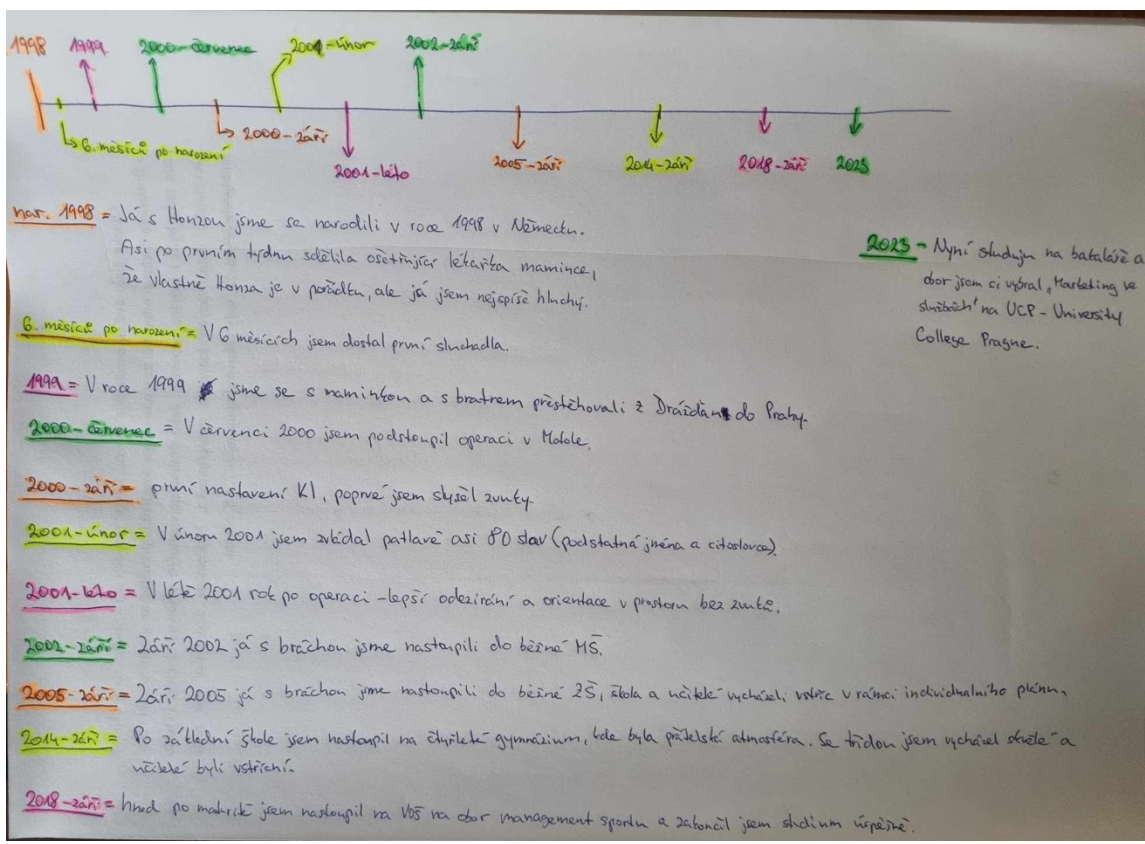 1998
1999
2000-červenec
2001-únor
2002-září
6. měsíců po narození
2000-září
2001-léto
2005-září
2014-září
2018-září
2023
nar. 1998 = Já s Honzou jsme se narodili v roce 1998 v Německu.
Asi po prvním týdnu sdělila ošetřující lékařka mamince,
že vlastně Honza je v pořádku, ale já jsem nejspíše hluchý.
6. měsíců po narození = V 6 měsících jsem dostal první sluchadla.
1999 = V roce 1999 jsme se s maminkou a s bratrem přestěhovali z Drážďan do Prahy.
2000-červenec = V červenci 2000 jsem podstoupil operaci v Motole.
2000-září = první nastavení KI, poprvé jsem slyšel zvuky.
2001-únor = V únoru 2001 jsem zvládal patlavě asi 80 slov (podstatná jména a citoslovce).
2001-léto = V létě 2001 rok po operaci - lepší odezírání a orientace v prostoru bez zvuků.
2002-září = Září 2002 já s bráchou jsme nastoupili do běžné MŠ.
2005-září = Září 2005 já s bráchou jsme nastoupili do běžné ZŠ, škola a učitelé vycházeli vstříc v rámci individuálního plánu.
2014-září = Po základní škole jsem nastoupil na čtyřleté gymnázium, kde byla přátelská atmosféra. Se třídou jsem vycházel skvěle a
učitelé byli vstřícní.
2018-září = hned po maturitě jsem nastoupil na VOŠ na obor management sportu a zakončil jsem studium úspěšně.
2023 - Nyní studuju na bakaláře a
obor jsem si vybral „Marketing ve
službách" na UCP - University
College Prague.